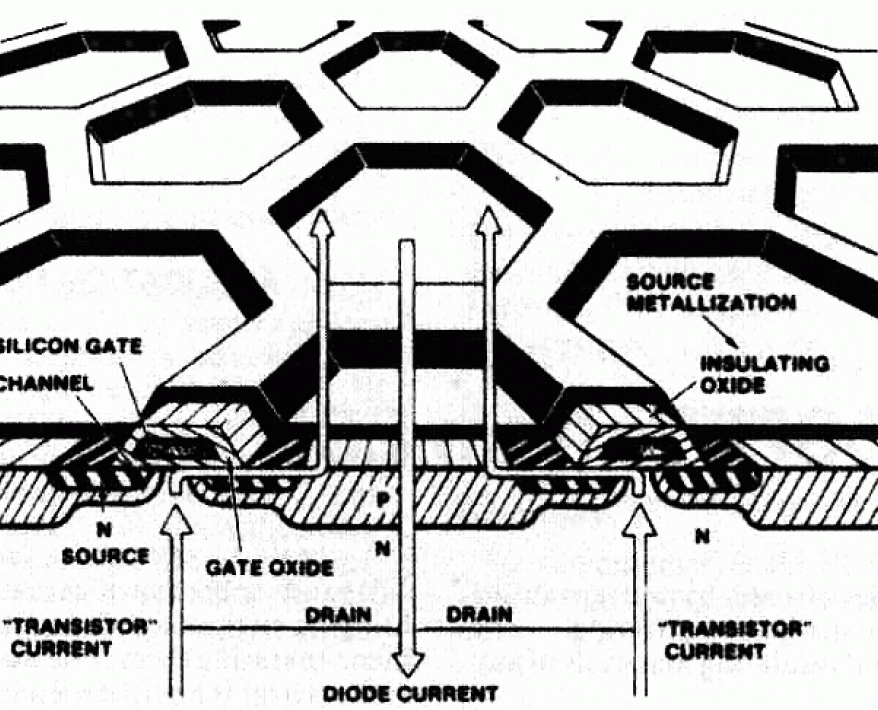 SOURCE
METALLIZATION
SILICON GATE
INSULATING
OXIDE
CHANNEL
P
N
SOURCE
N
N
GATE OXIDE
DRAIN
DRAIN
"TRANSISTOR"
CURRENT
"TRANSISTOR"
CURRENT
DIODE CURRENT